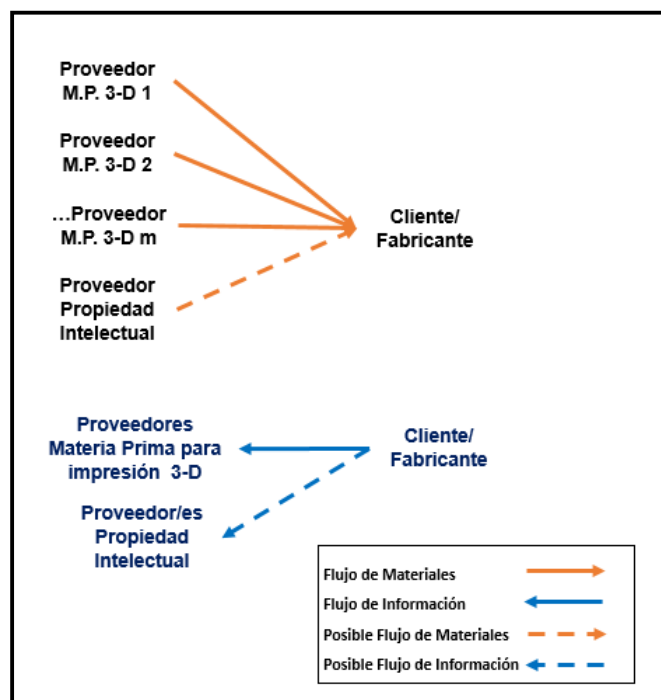 Proveedor
M.P. 3-D 1
Proveedor
M.P. 3-D 2
...Proveedor
M.P. 3-D m
Cliente/
Fabricante
Proveedor
Propiedad
Intelectual
Proveedores
Materia Prima para
impresión 3-D
Cliente/
Fabricante
Proveedor/es
Propiedad
Intelectual
Flujo de Materiales
Flujo de Información
Posible Flujo de Materiales
Posible Flujo de Información